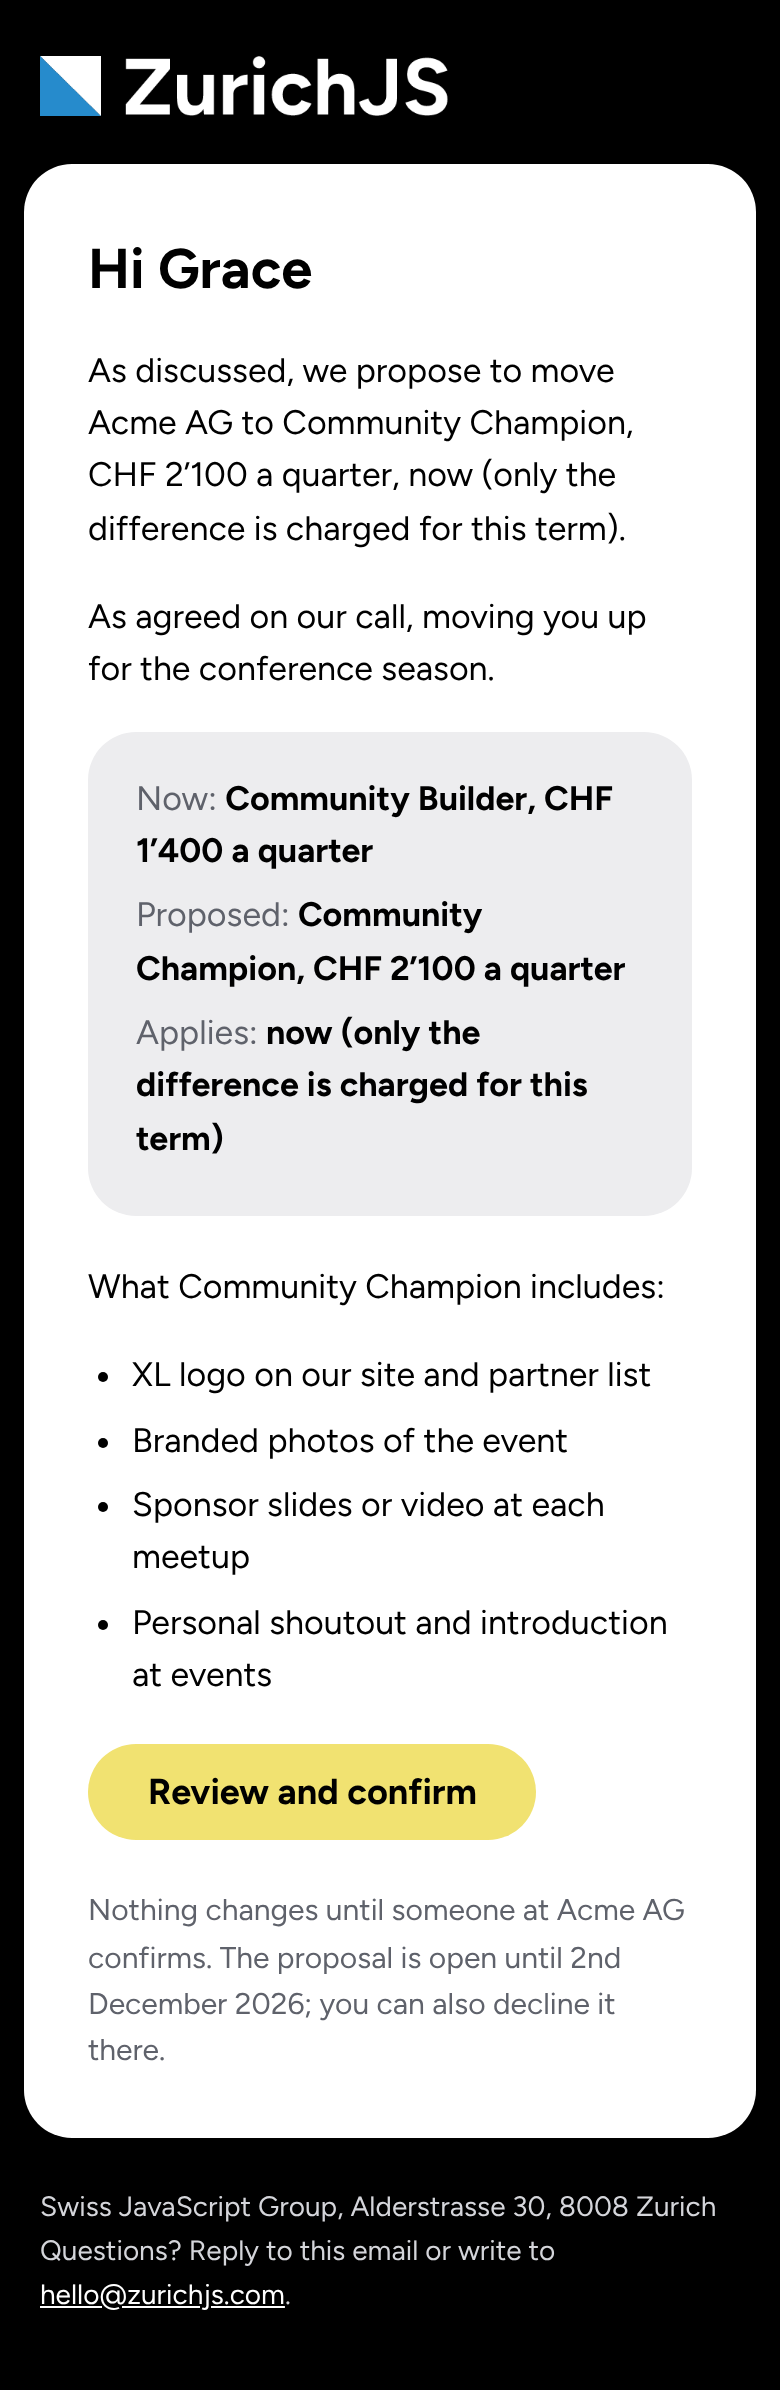 ZurichJS
Hi Grace
As discussed, we propose to move
Acme AG to Community Champion,
CHF 2’100 a quarter, now (only the
difference is charged for this term).
As agreed on our call, moving you up
for the conference season.
Now: Community Builder, CHF
1’400 a quarter
Proposed: Community
Champion, CHF 2’100 a quarter
Applies: now (only the
difference is charged for this
term)
What Community Champion includes:
• XL logo on our site and partner list
• Branded photos of the event
• Sponsor slides or video at each
meetup
• Personal shoutout and introduction
at events
Review and confirm
Nothing changes until someone at Acme AG
confirms. The proposal is open until 2nd
December 2026; you can also decline it
there.
Swiss JavaScript Group, Alderstrasse 30, 8008 Zurich
Questions? Reply to this email or write to
hello@zurichjs.com.